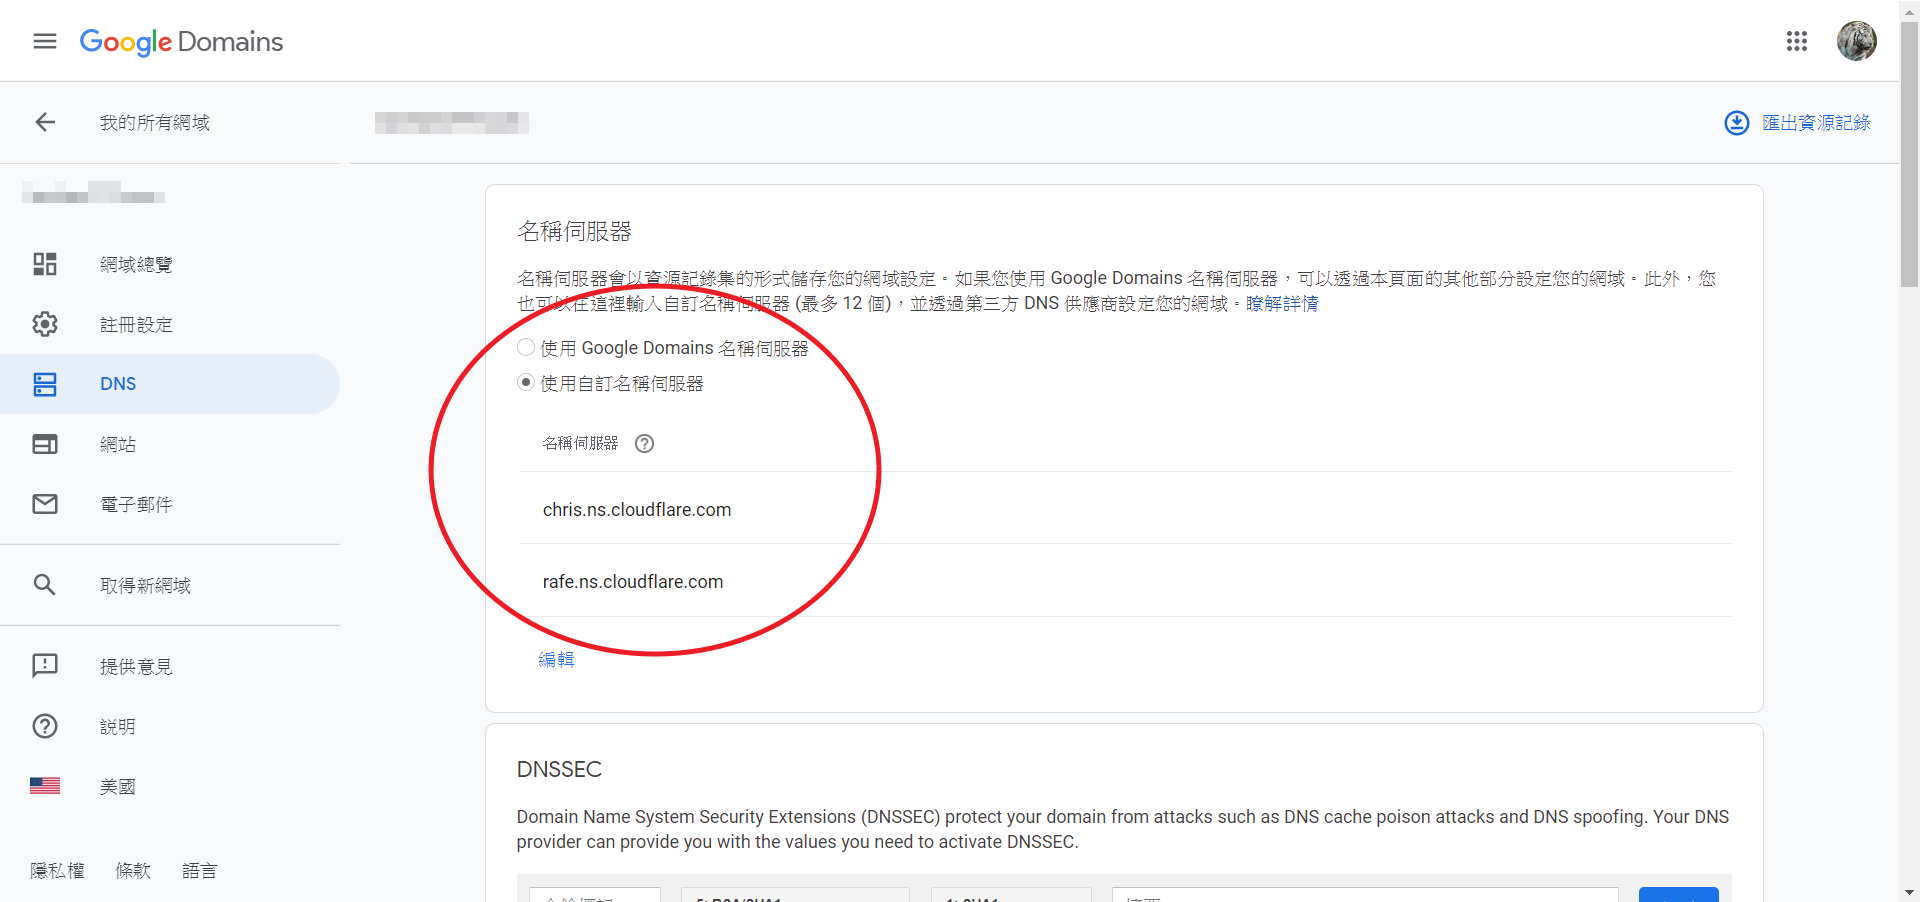 Google Domains
我的所有網域
匯出資源記錄
網域總覽
註冊設定
DNS
網站
電子郵件
取得新網域
提供意見
説明
美國
隱私權 條款 語言
名稱伺服器
名稱伺服器會以資源記錄集的形式儲存您的網域設定。如果您使用 Google Domains 名稱伺服器，可以透過本頁面的其他部分設定您的網域。此外，您
也可以在這裡輸入自訂名稱伺服器 (最多 12 個)，並透過第三方 DNS 供應商設定您的網域。瞭解詳情
使用 Google Domains 名稱伺服器
使用自訂名稱伺服器
名稱伺服器
chris.ns.cloudflare.com
rafe.ns.cloudflare.com
編輯
DNSSEC
Domain Name System Security Extensions (DNSSEC) protect your domain from attacks such as DNS cache poison attacks and DNS spoofing. Your DNS
provider can provide you with the values you need to activate DNSSEC.